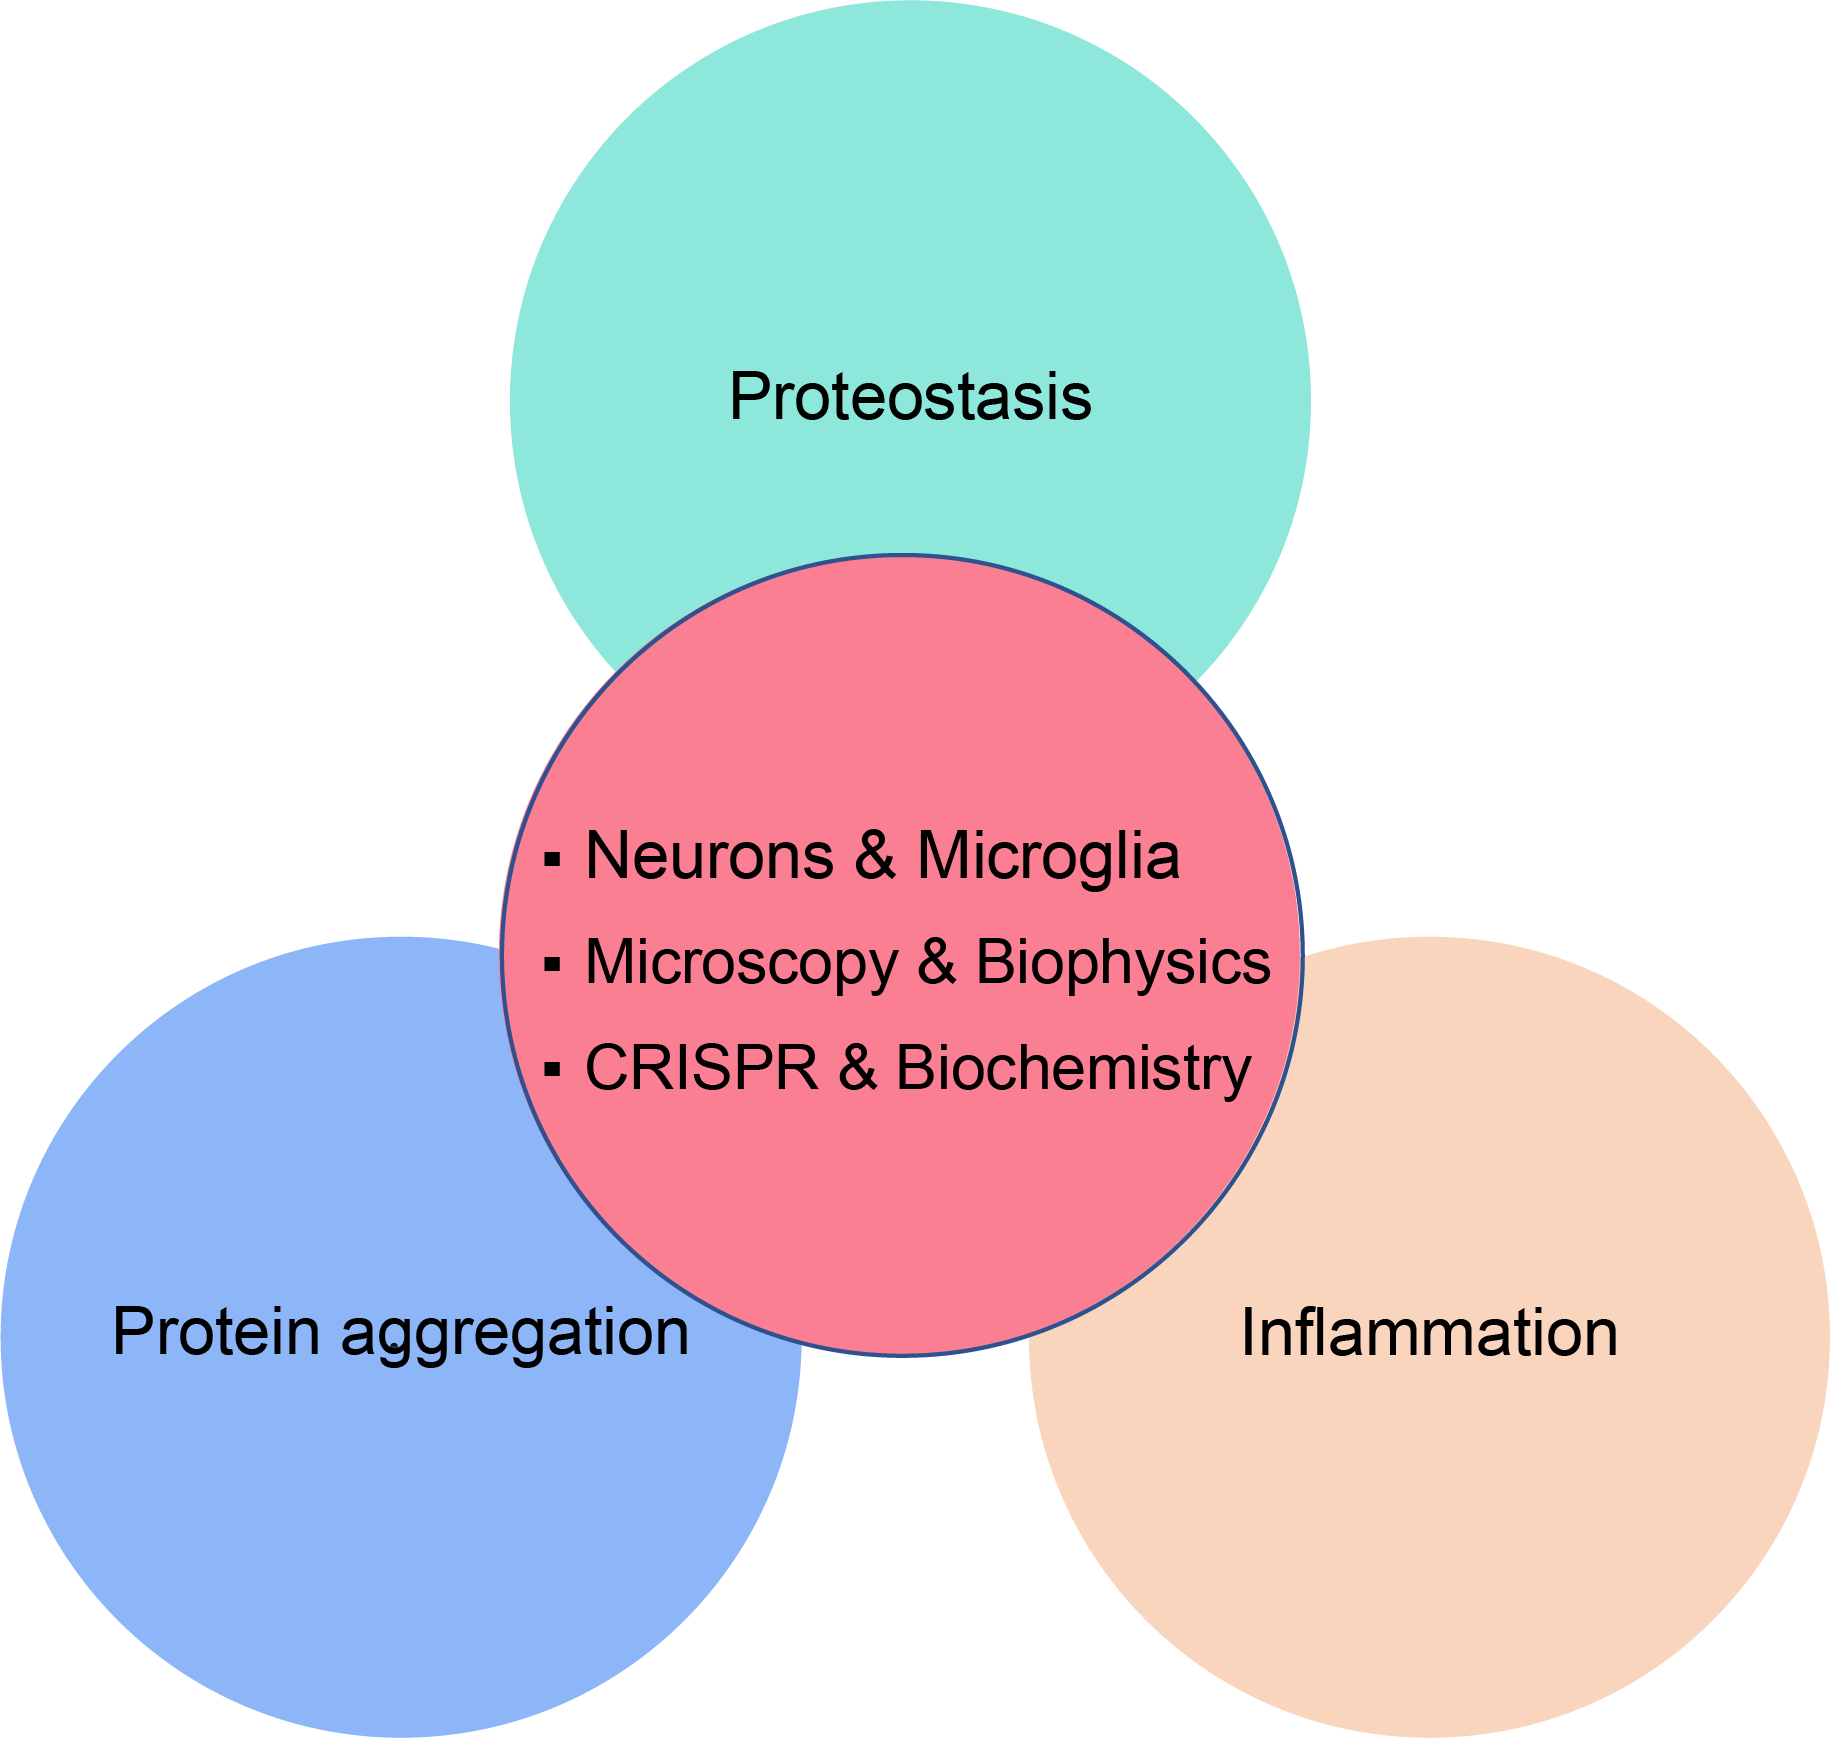 Proteostasis
▪ Neurons & Microglia
▪ Microscopy & Biophysics
▪ CRISPR & Biochemistry
Protein aggregation
Inflammation